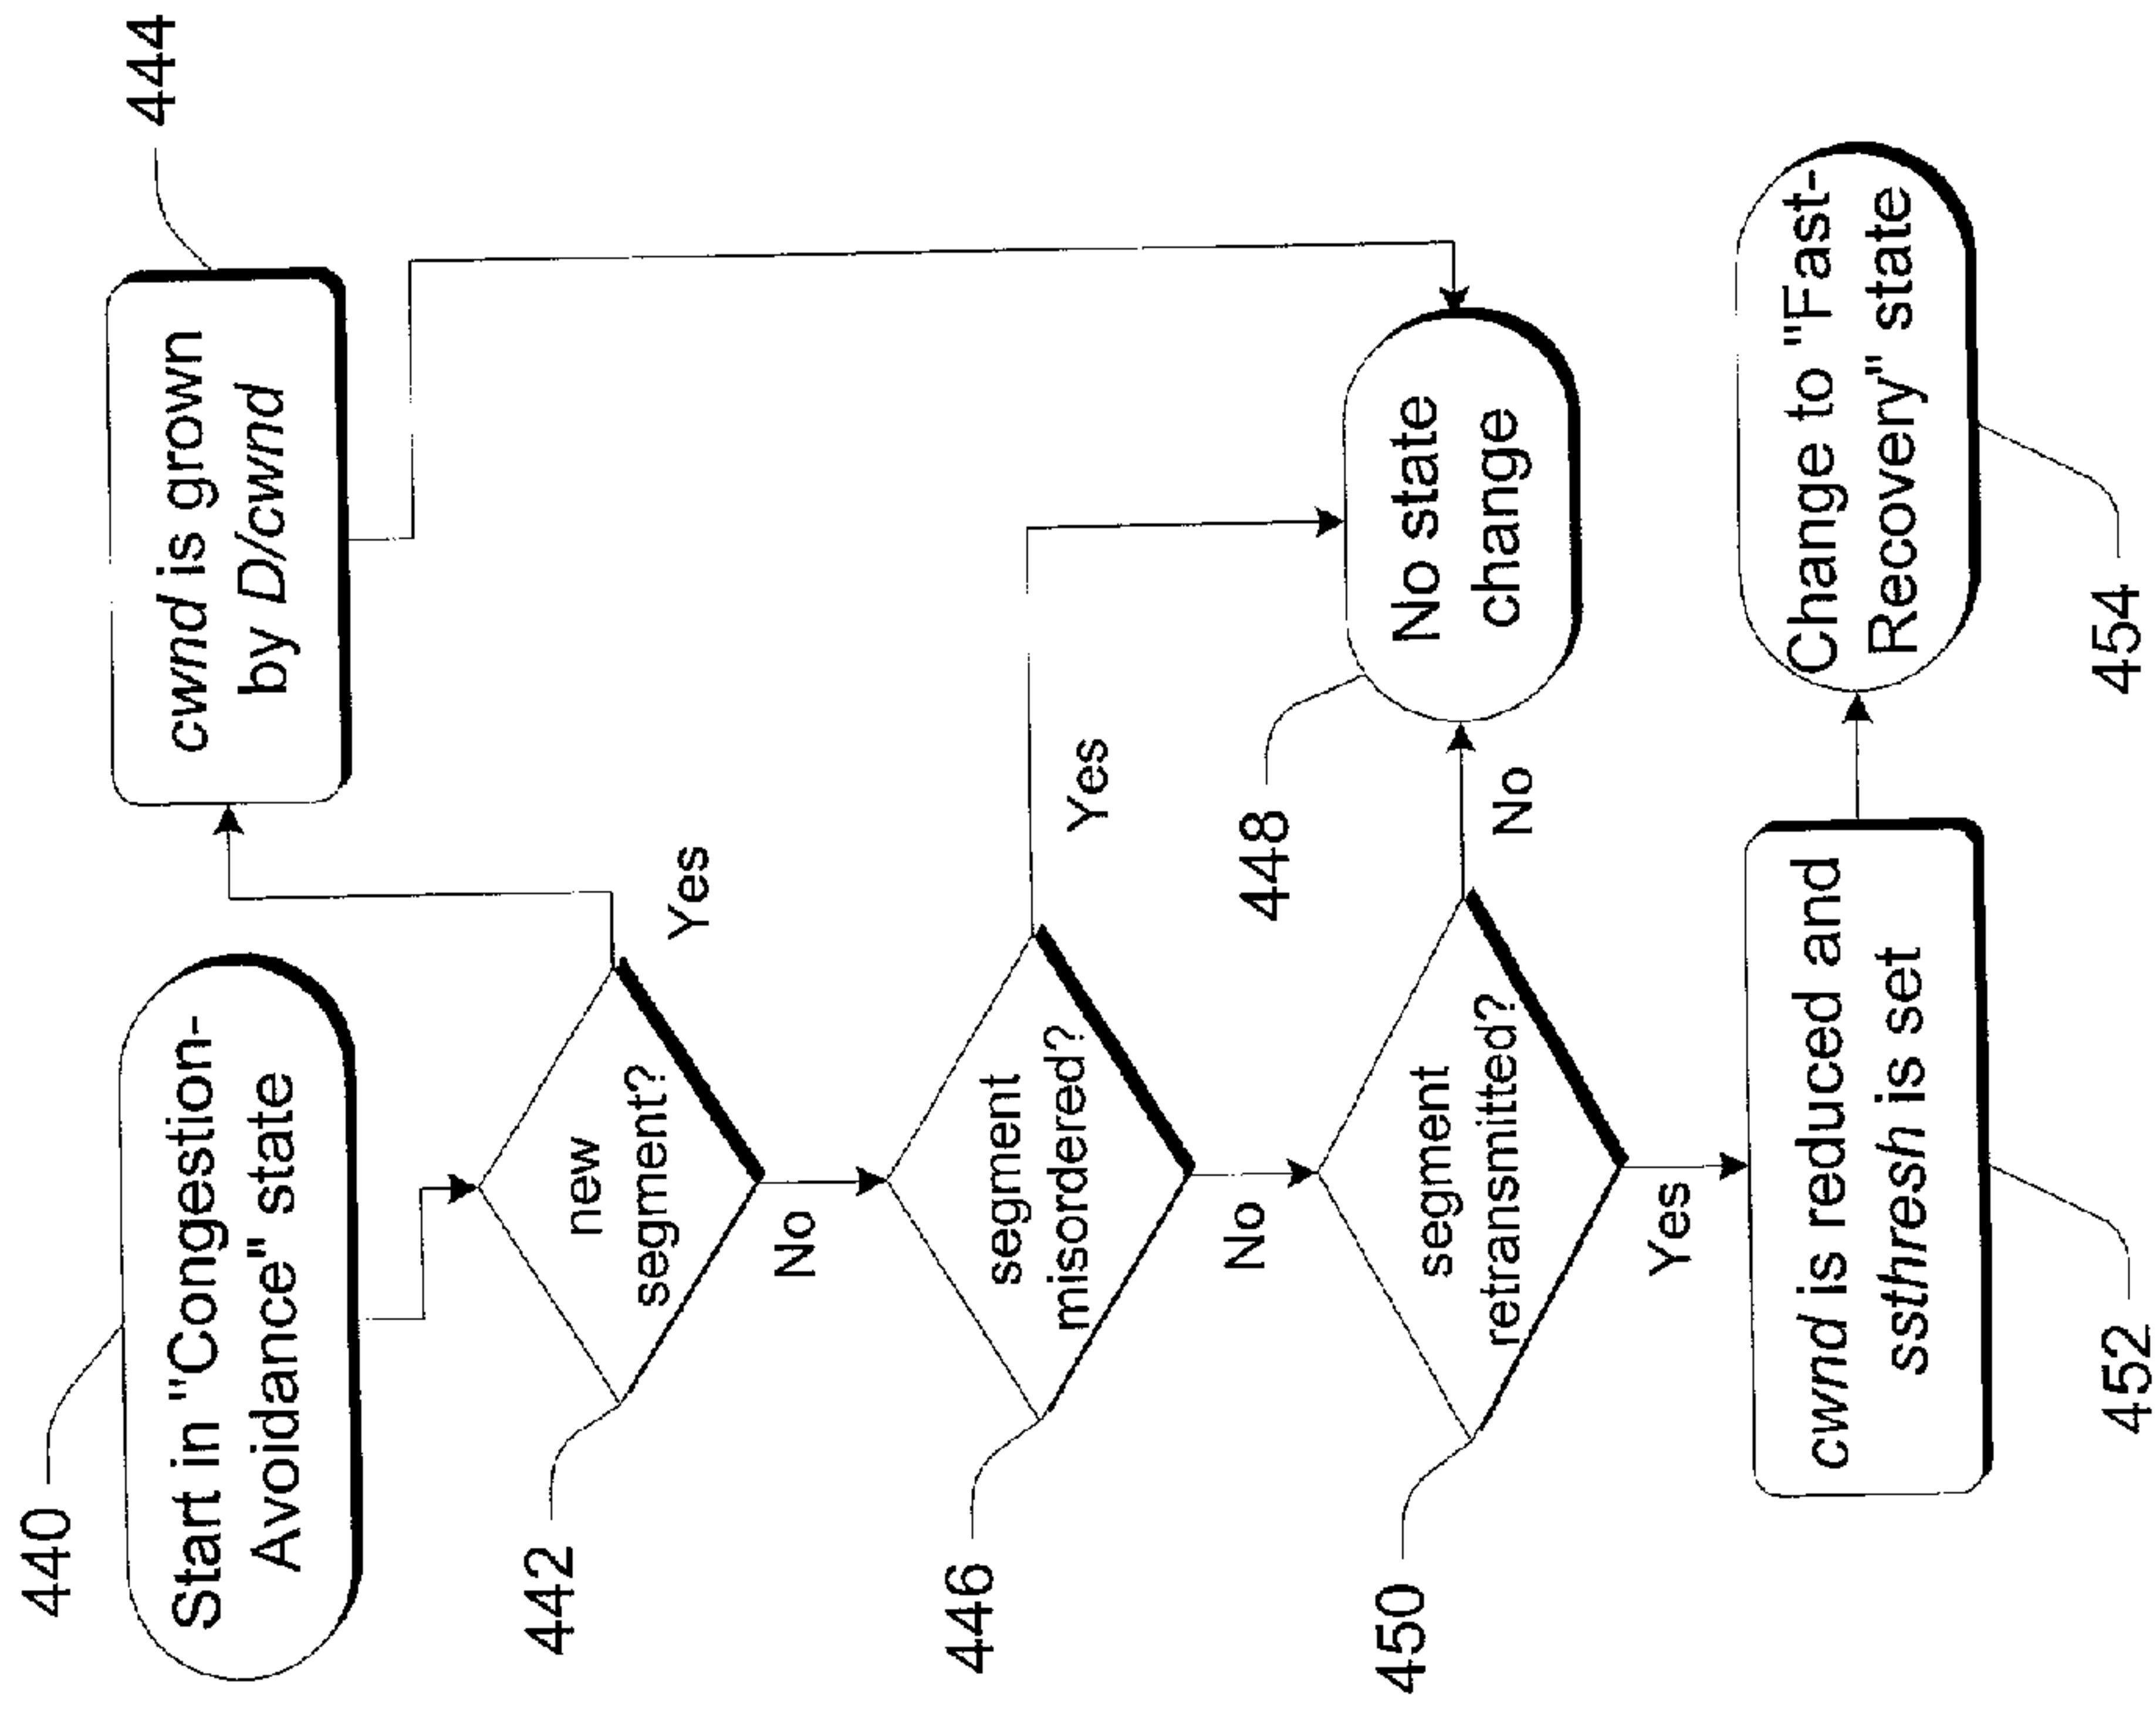 440
Start in "Congestion-
Avoidance" state
444
cwnd is grown
by D/cwnd
442
new
segment?
Yes
No
446
segment
misordered?
Yes
No
448
No state
change
450
segment
retransmitted?
No
Yes
cwnd is reduced and
ssthresh is set
452
Change to "Fast-
Recovery" state
454